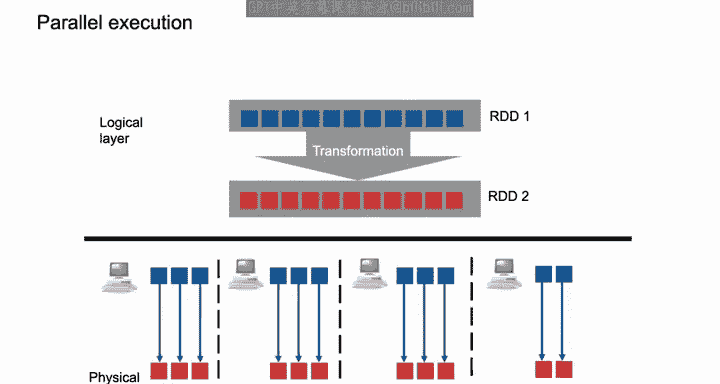 Parallel execution
Logical
layer
RDD 1
Transformation
RDD 2
Physical